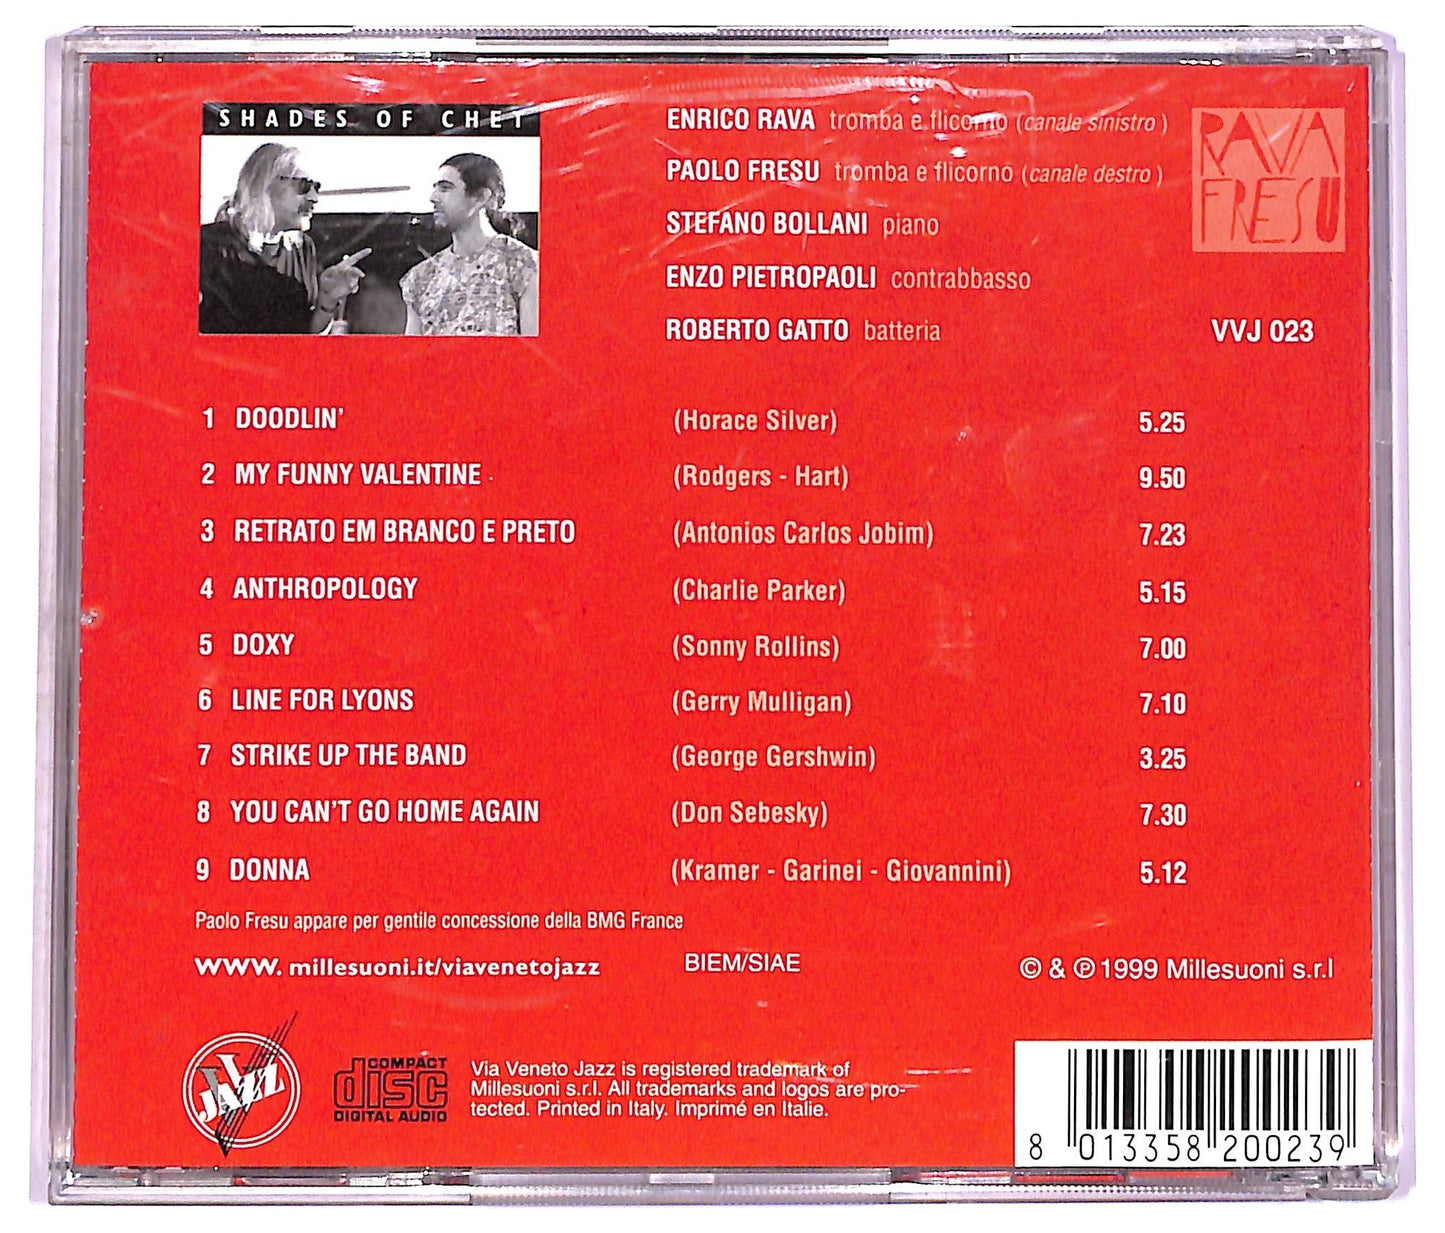 SHADES OF CHET
ENRICO RAVA tromba e flicorno (canale sinistro )
PAOLO FRESU tromba e flicorno (canale destro )
STEFANO BOLLANI piano
ENZO PIETROPAOLI contrabbasso
ROBERTO GATTO batteria
RAVA
FRESU
VVJ 023
1 DOODLIN' (Horace Silver) 5.25
2 MY FUNNY VALENTINE (Rodgers - Hart) 9.50
3 RETRATO EM BRANCO E PRETO (Antonios Carlos Jobim) 7.23
4 ANTHROPOLOGY (Charlie Parker) 5.15
5 DOXY (Sonny Rollins) 7.00
6 LINE FOR LYONS (Gerry Mulligan) 7.10
7 STRIKE UP THE BAND (George Gershwin) 3.25
8 YOU CAN'T GO HOME AGAIN (Don Sebesky) 7.30
9 DONNA (Kramer - Garinei - Giovannini) 5.12
Paolo Fresu appare per gentile concessione della BMG France
www. millesuoni.it/viavenetojazz
BIEM/SIAE
© & ℗ 1999 Millesuoni s.r.l
VV
JAZZ
COMPACT
disc
DIGITAL AUDIO
Via Veneto Jazz is registered trademark of
Millesuoni s.r.l. All trademarks and logos are pro-
tected. Printed in Italy. Imprimé en Italie.
8 013358 200239